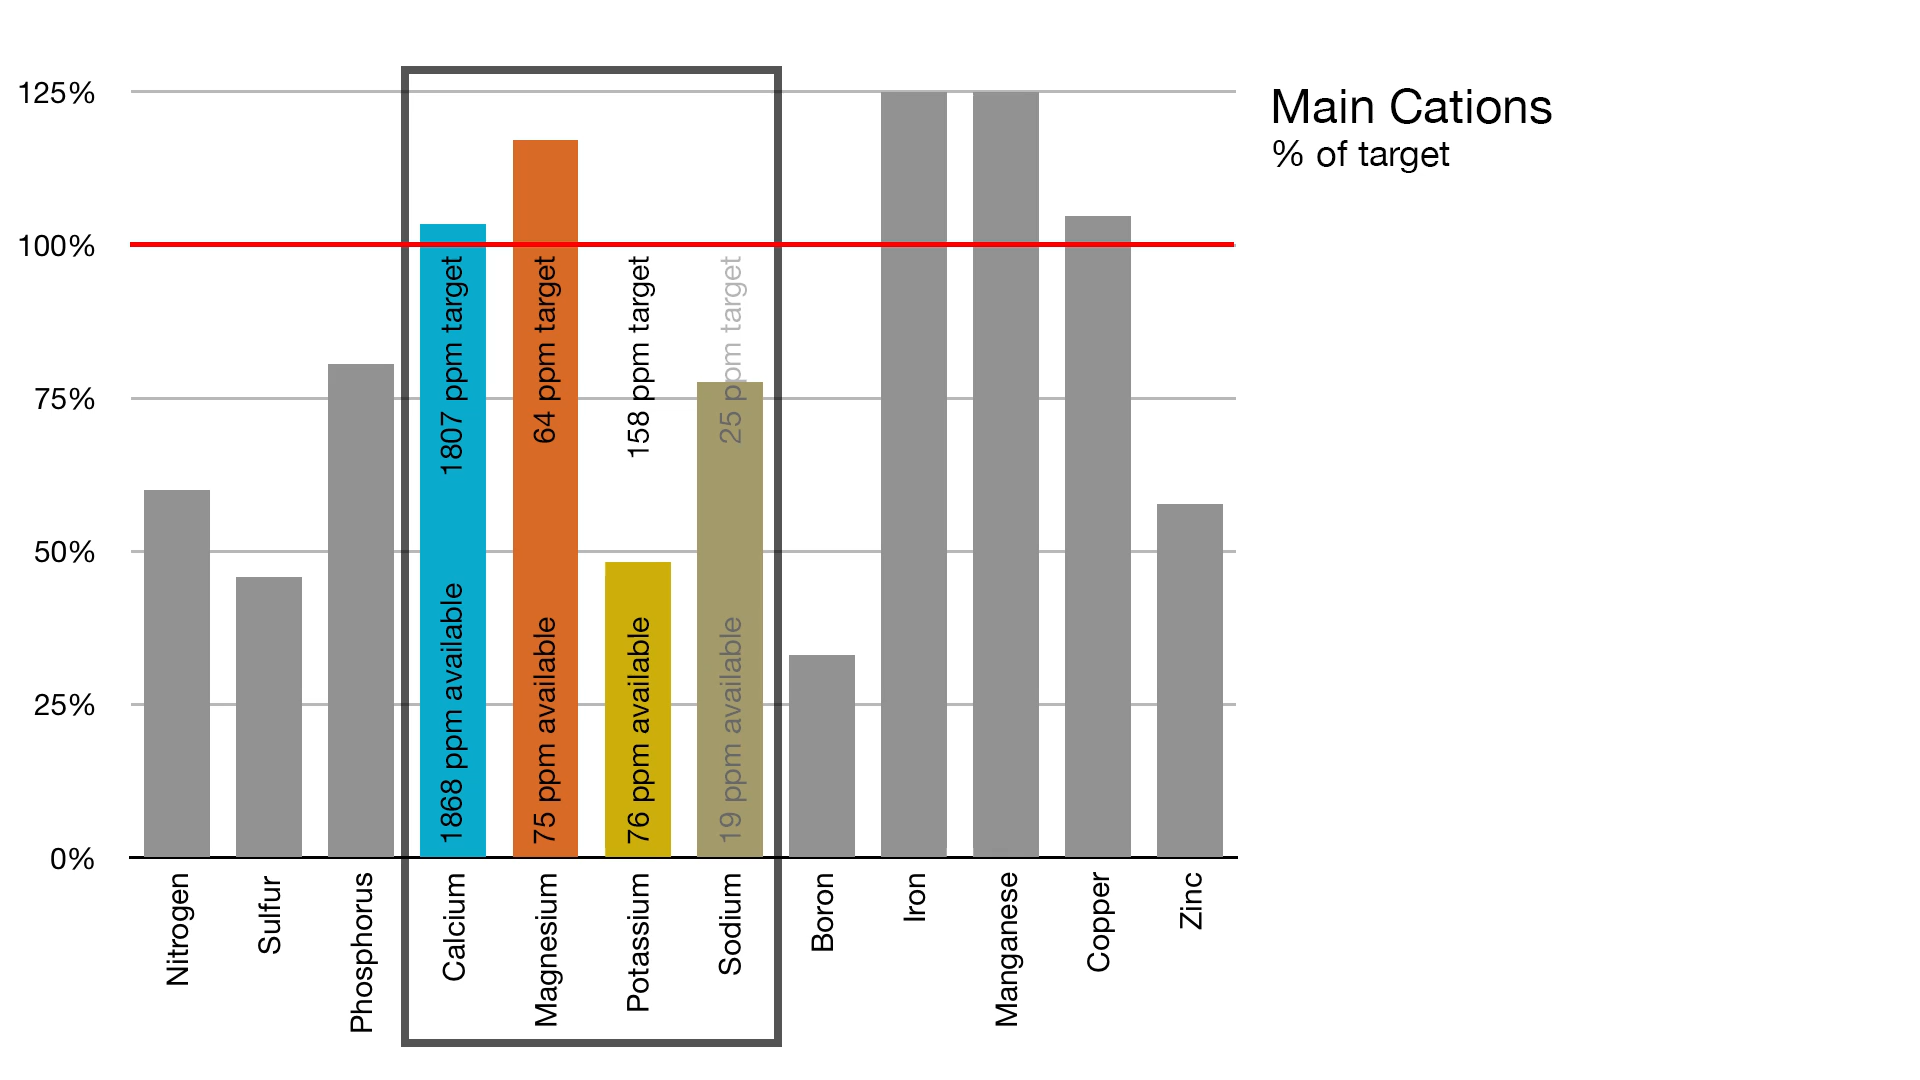 Main Cations
% of target
125%
100%
75%
50%
25%
0%
1807 ppm target
64 ppm target
158 ppm target
25 ppm target
1868 ppm available
75 ppm available
76 ppm available
19 ppm available
Nitrogen
Sulfur
Phosphorus
Calcium
Magnesium
Potassium
Sodium
Boron
Iron
Manganese
Copper
Zinc